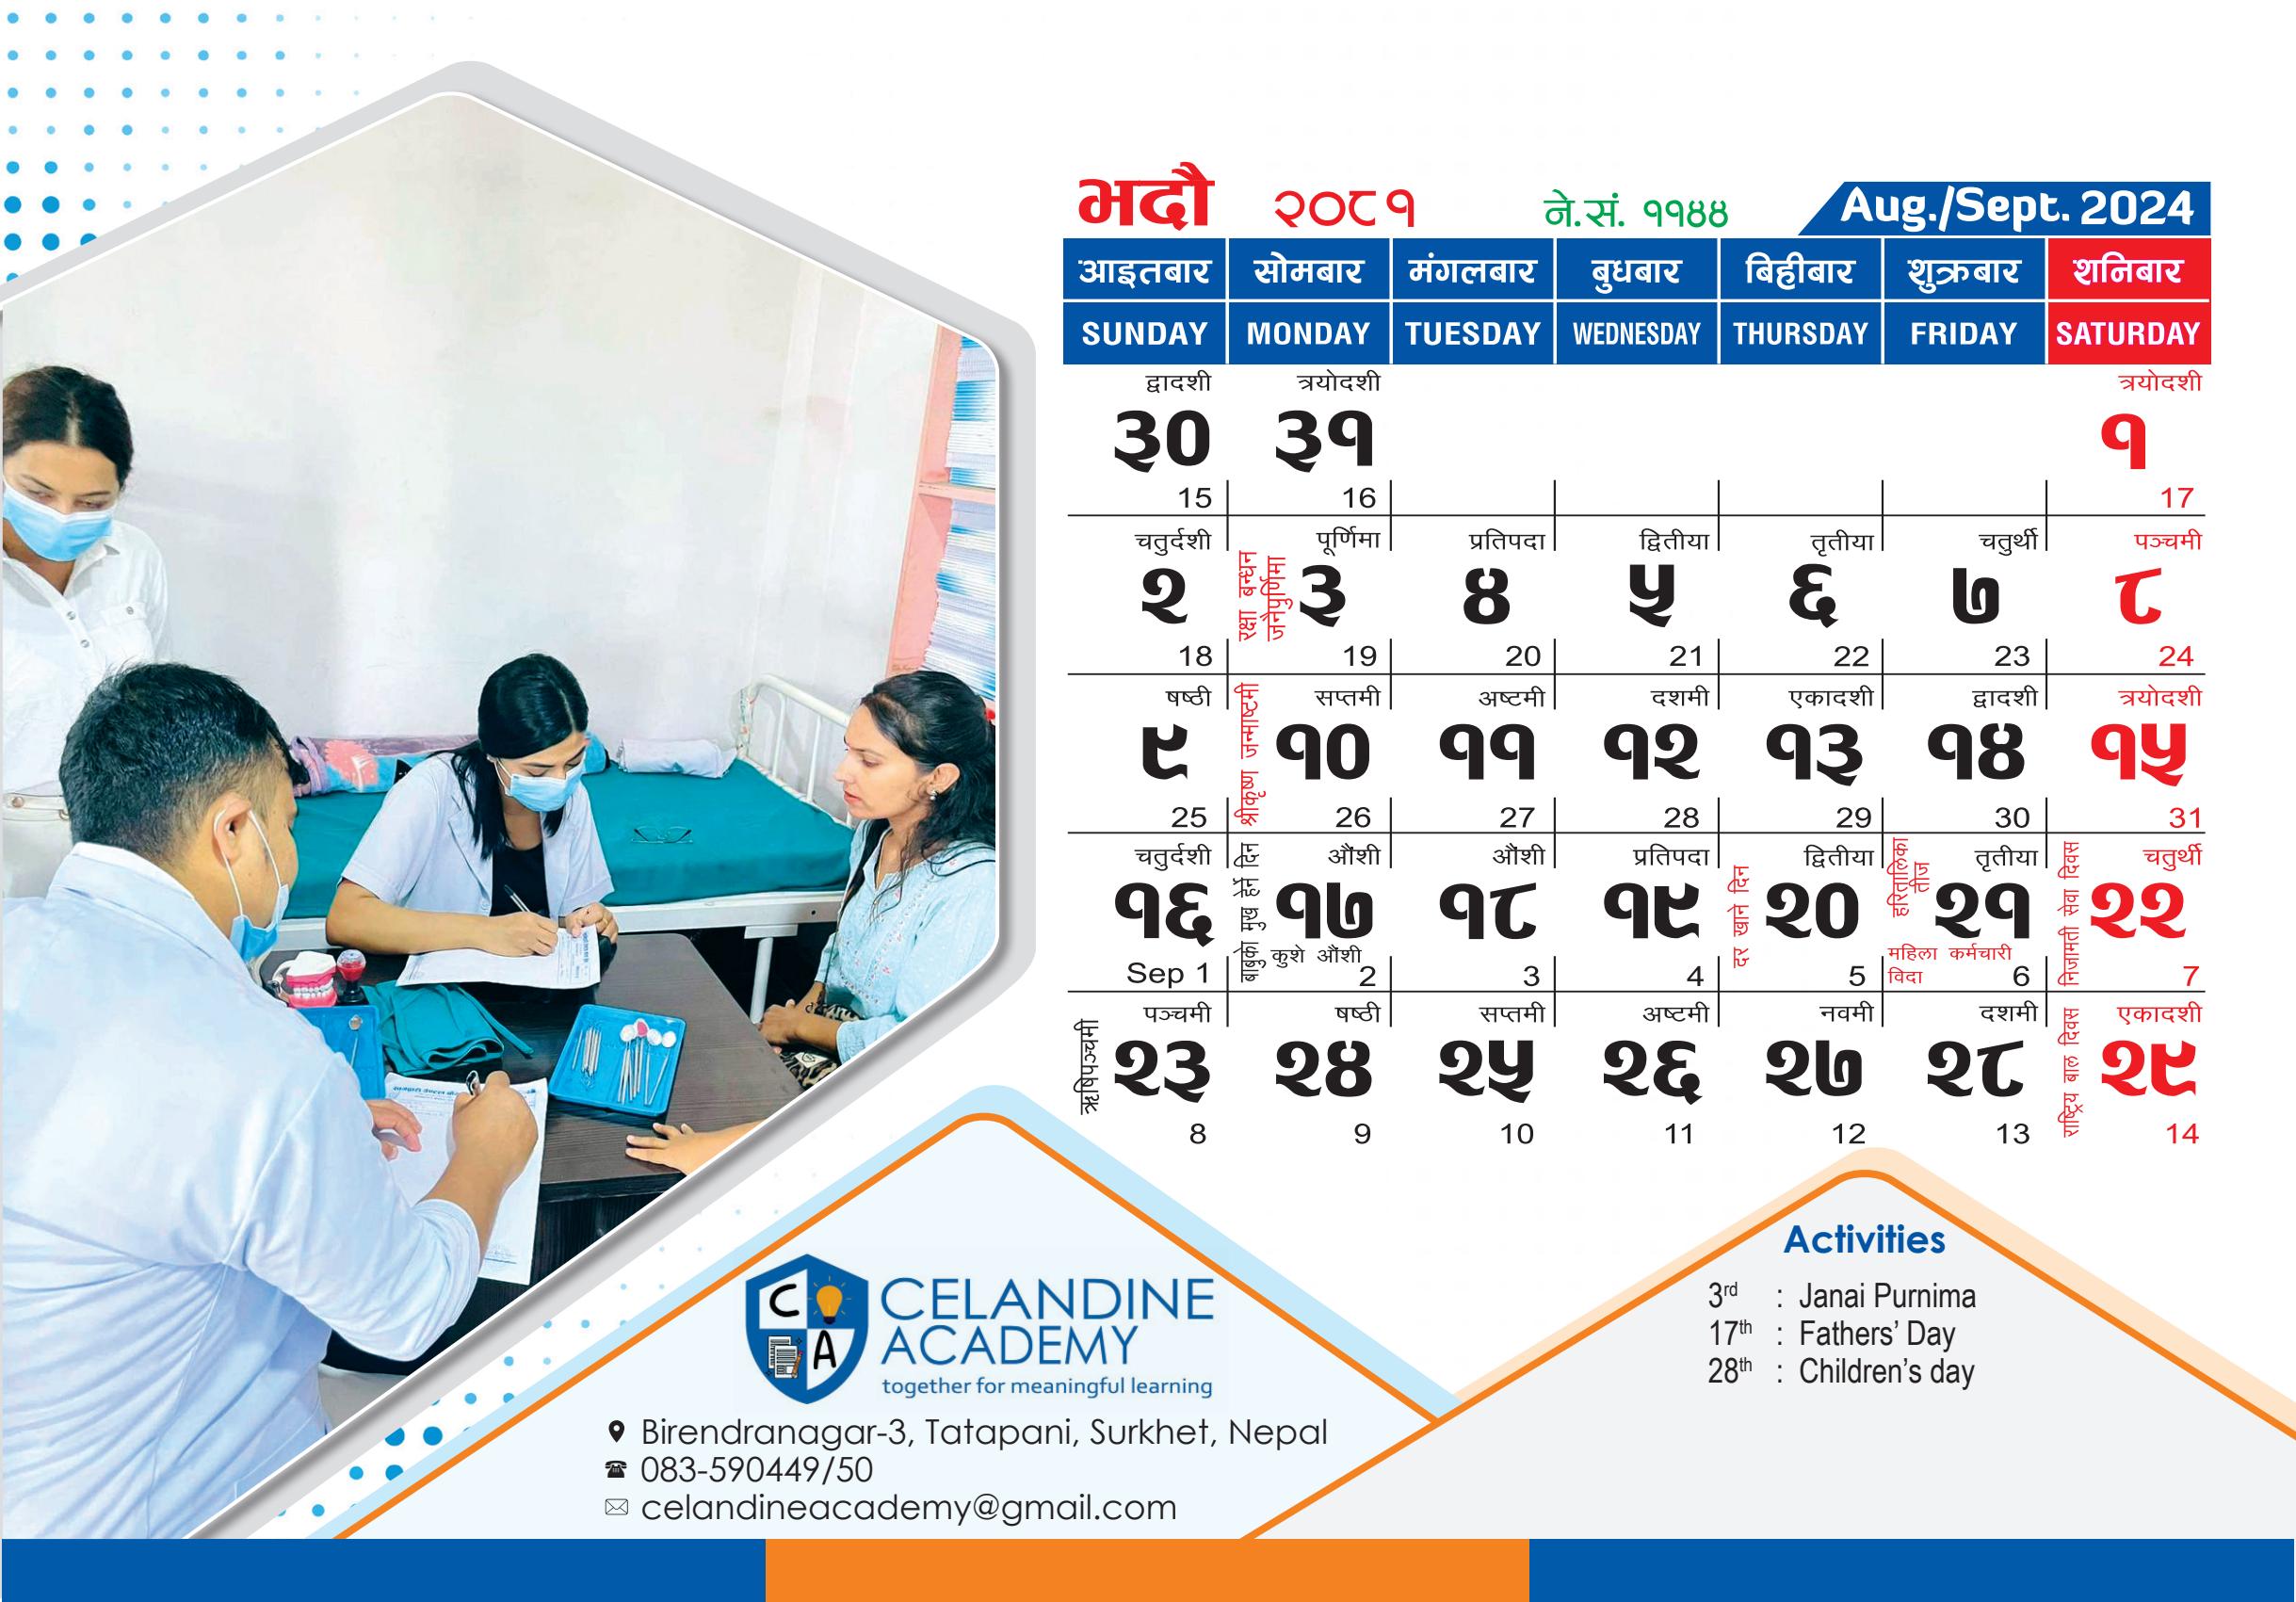 भदौ २०८१ ने.सं. ११४४ Aug./Sept. 2024
आइतबार सोमबार मंगलबार बुधबार बिहीबार शुक्रबार शनिबार
SUNDAY MONDAY TUESDAY WEDNESDAY THURSDAY FRIDAY SATURDAY
द्वादशी त्रयोदशी त्रयोदशी
३० ३१ १
15 16 17
चतुर्दशी पूर्णिमा प्रतिपदा द्वितीया तृतीया चतुर्थी पञ्चमी
रक्षा बन्धन
जनैपुर्णिमा
२ ३ ४ ५ ६ ७ ८
18 19 20 21 22 23 24
षष्ठी सप्तमी अष्टमी दशमी एकादशी द्वादशी त्रयोदशी
श्रीकृष्ण जन्माष्टमी
९ १० ११ १२ १३ १४ १५
25 26 27 28 29 30 31
चतुर्दशी औंशी औंशी प्रतिपदा द्वितीया तृतीया चतुर्थी
बाबुको मुख हेर्ने दिन
दर खाने दिन
हरितालिका
तीज
निजामती सेवा दिवस
१६ १७ १८ १९ २० २१ २२
कुशे औंशी
महिला कर्मचारी
विदा
Sep 1 2 3 4 5 6 7
पञ्चमी षष्ठी सप्तमी अष्टमी नवमी दशमी एकादशी
ऋषिपञ्चमी
राष्ट्रिय बाल दिवस
२३ २४ २५ २६ २७ २८ २९
8 9 10 11 12 13 14
C
A
CELANDINE
ACADEMY
together for meaningful learning
Birendranagar-3, Tatapani, Surkhet, Nepal
083-590449/50
celandineacademy@gmail.com
Activities
3rd : Janai Purnima
17th : Fathers' Day
28th : Children's day